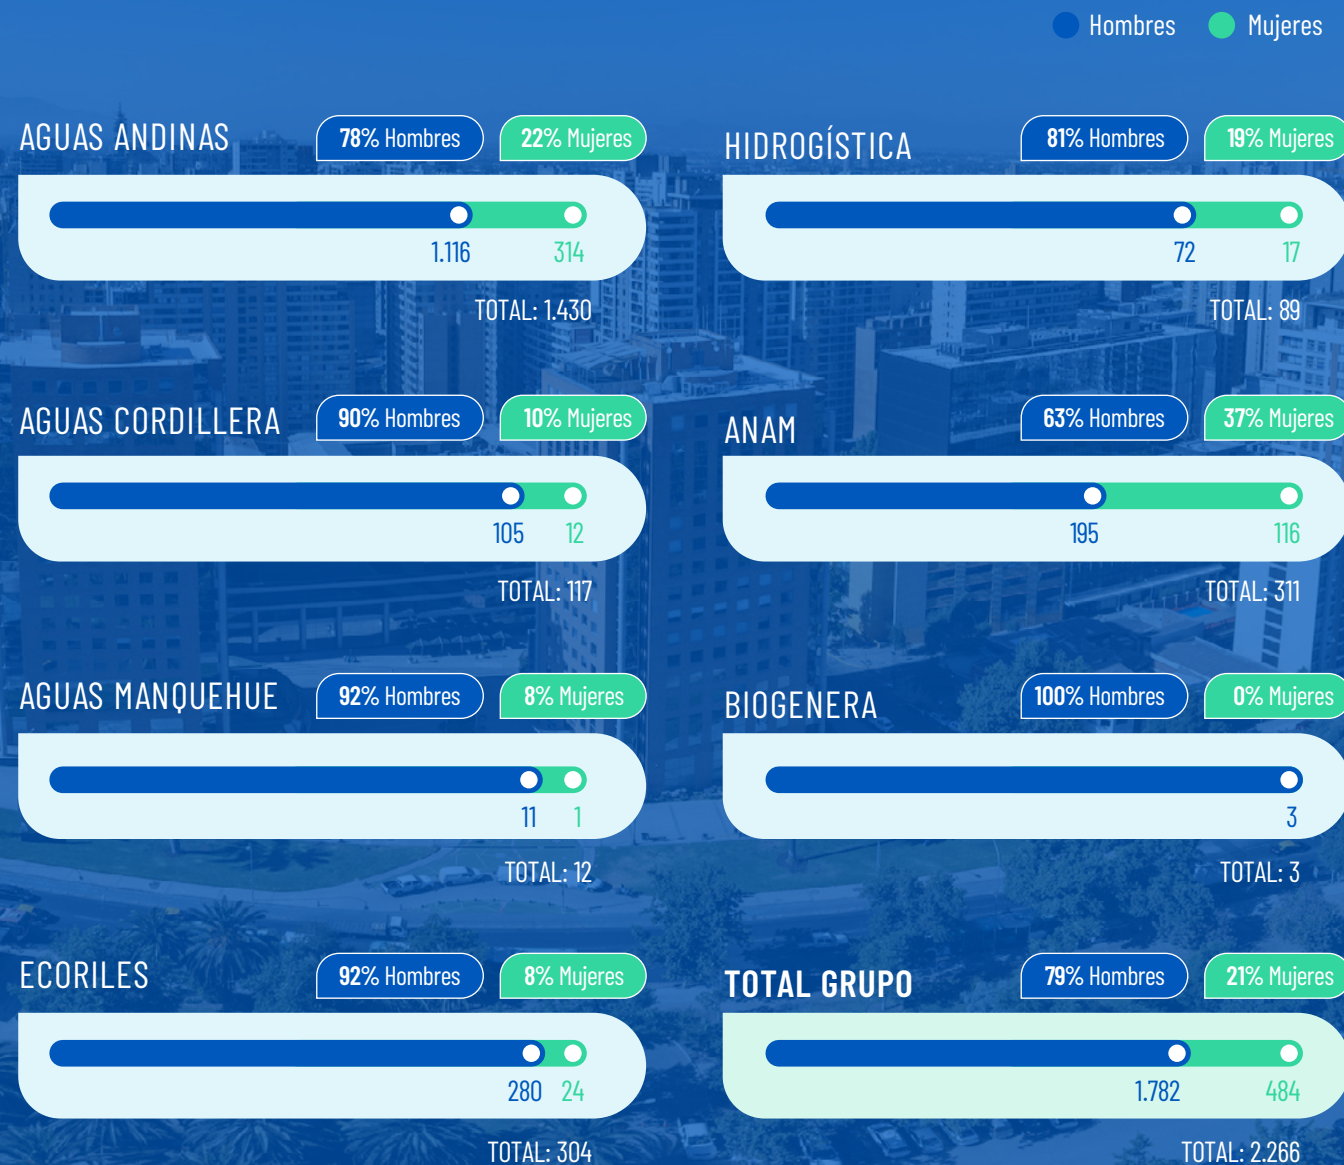 Hombres Mujeres
AGUAS ANDINAS 78% Hombres 22% Mujeres
1.116 314
TOTAL: 1.430
AGUAS CORDILLERA 90% Hombres 10% Mujeres
105 12
TOTAL: 117
AGUAS MANQUEHUE 92% Hombres 8% Mujeres
11 1
TOTAL: 12
ECORILES 92% Hombres 8% Mujeres
280 24
TOTAL: 304
HIDROGÍSTICA 81% Hombres 19% Mujeres
72 17
TOTAL: 89
ANAM 63% Hombres 37% Mujeres
195 116
TOTAL: 311
BIOGENERA 100% Hombres 0% Mujeres
3
TOTAL: 3
TOTAL GRUPO 79% Hombres 21% Mujeres
1.782 484
TOTAL: 2.266